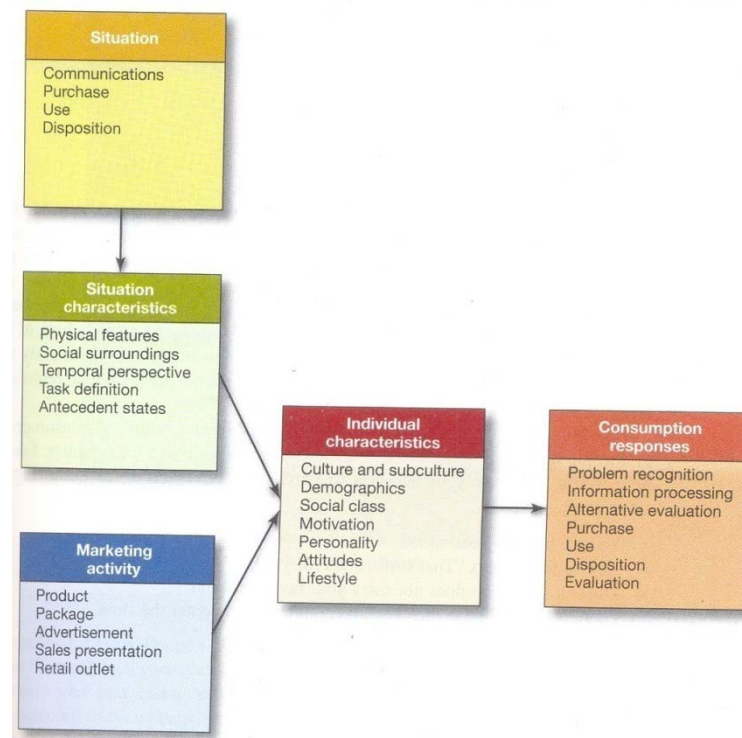 Situation
Communications
Purchase
Use
Disposition
Situation
characteristics
Physical features
Social surroundings
Temporal perspective
Task definition
Antecedent states
Marketing
activity
Product
Package
Advertisement
Sales presentation
Retail outlet
Individual
characteristics
Culture and subculture
Demographics
Social class
Motivation
Personality
Attitudes
Lifestyle
Consumption
responses
Problem recognition
Information processing
Alternative evaluation
Purchase
Use
Disposition
Evaluation